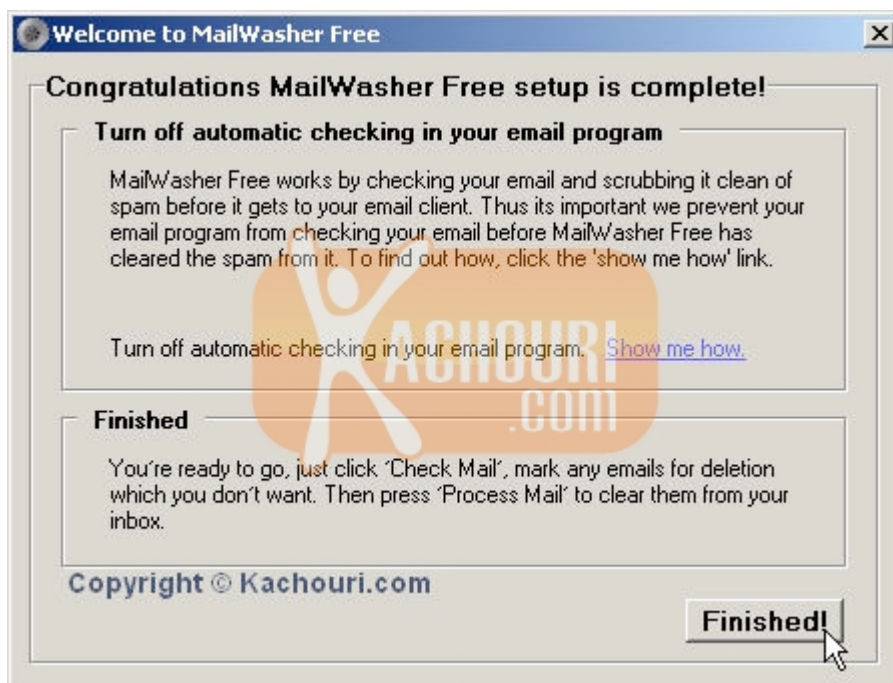 Welcome to MailWasher Free
Congratulations MailWasher Free setup is complete!
Turn off automatic checking in your email program
MailWasher Free works by checking your email and scrubbing it clean of
spam before it gets to your email client. Thus its important we prevent your
email program from checking your email before MailWasher Free has
cleared the spam from it. To find out how, click the 'show me how' link.
Turn off automatic checking in your email program. Show me how.
KACHOURI
.com
Finished
You´re ready to go, just click ´Check Mail´, mark any emails for deletion
which you don´t want. Then press ´Process Mail´ to clear them from your
inbox.
Copyright © Kachouri.com
Finished!